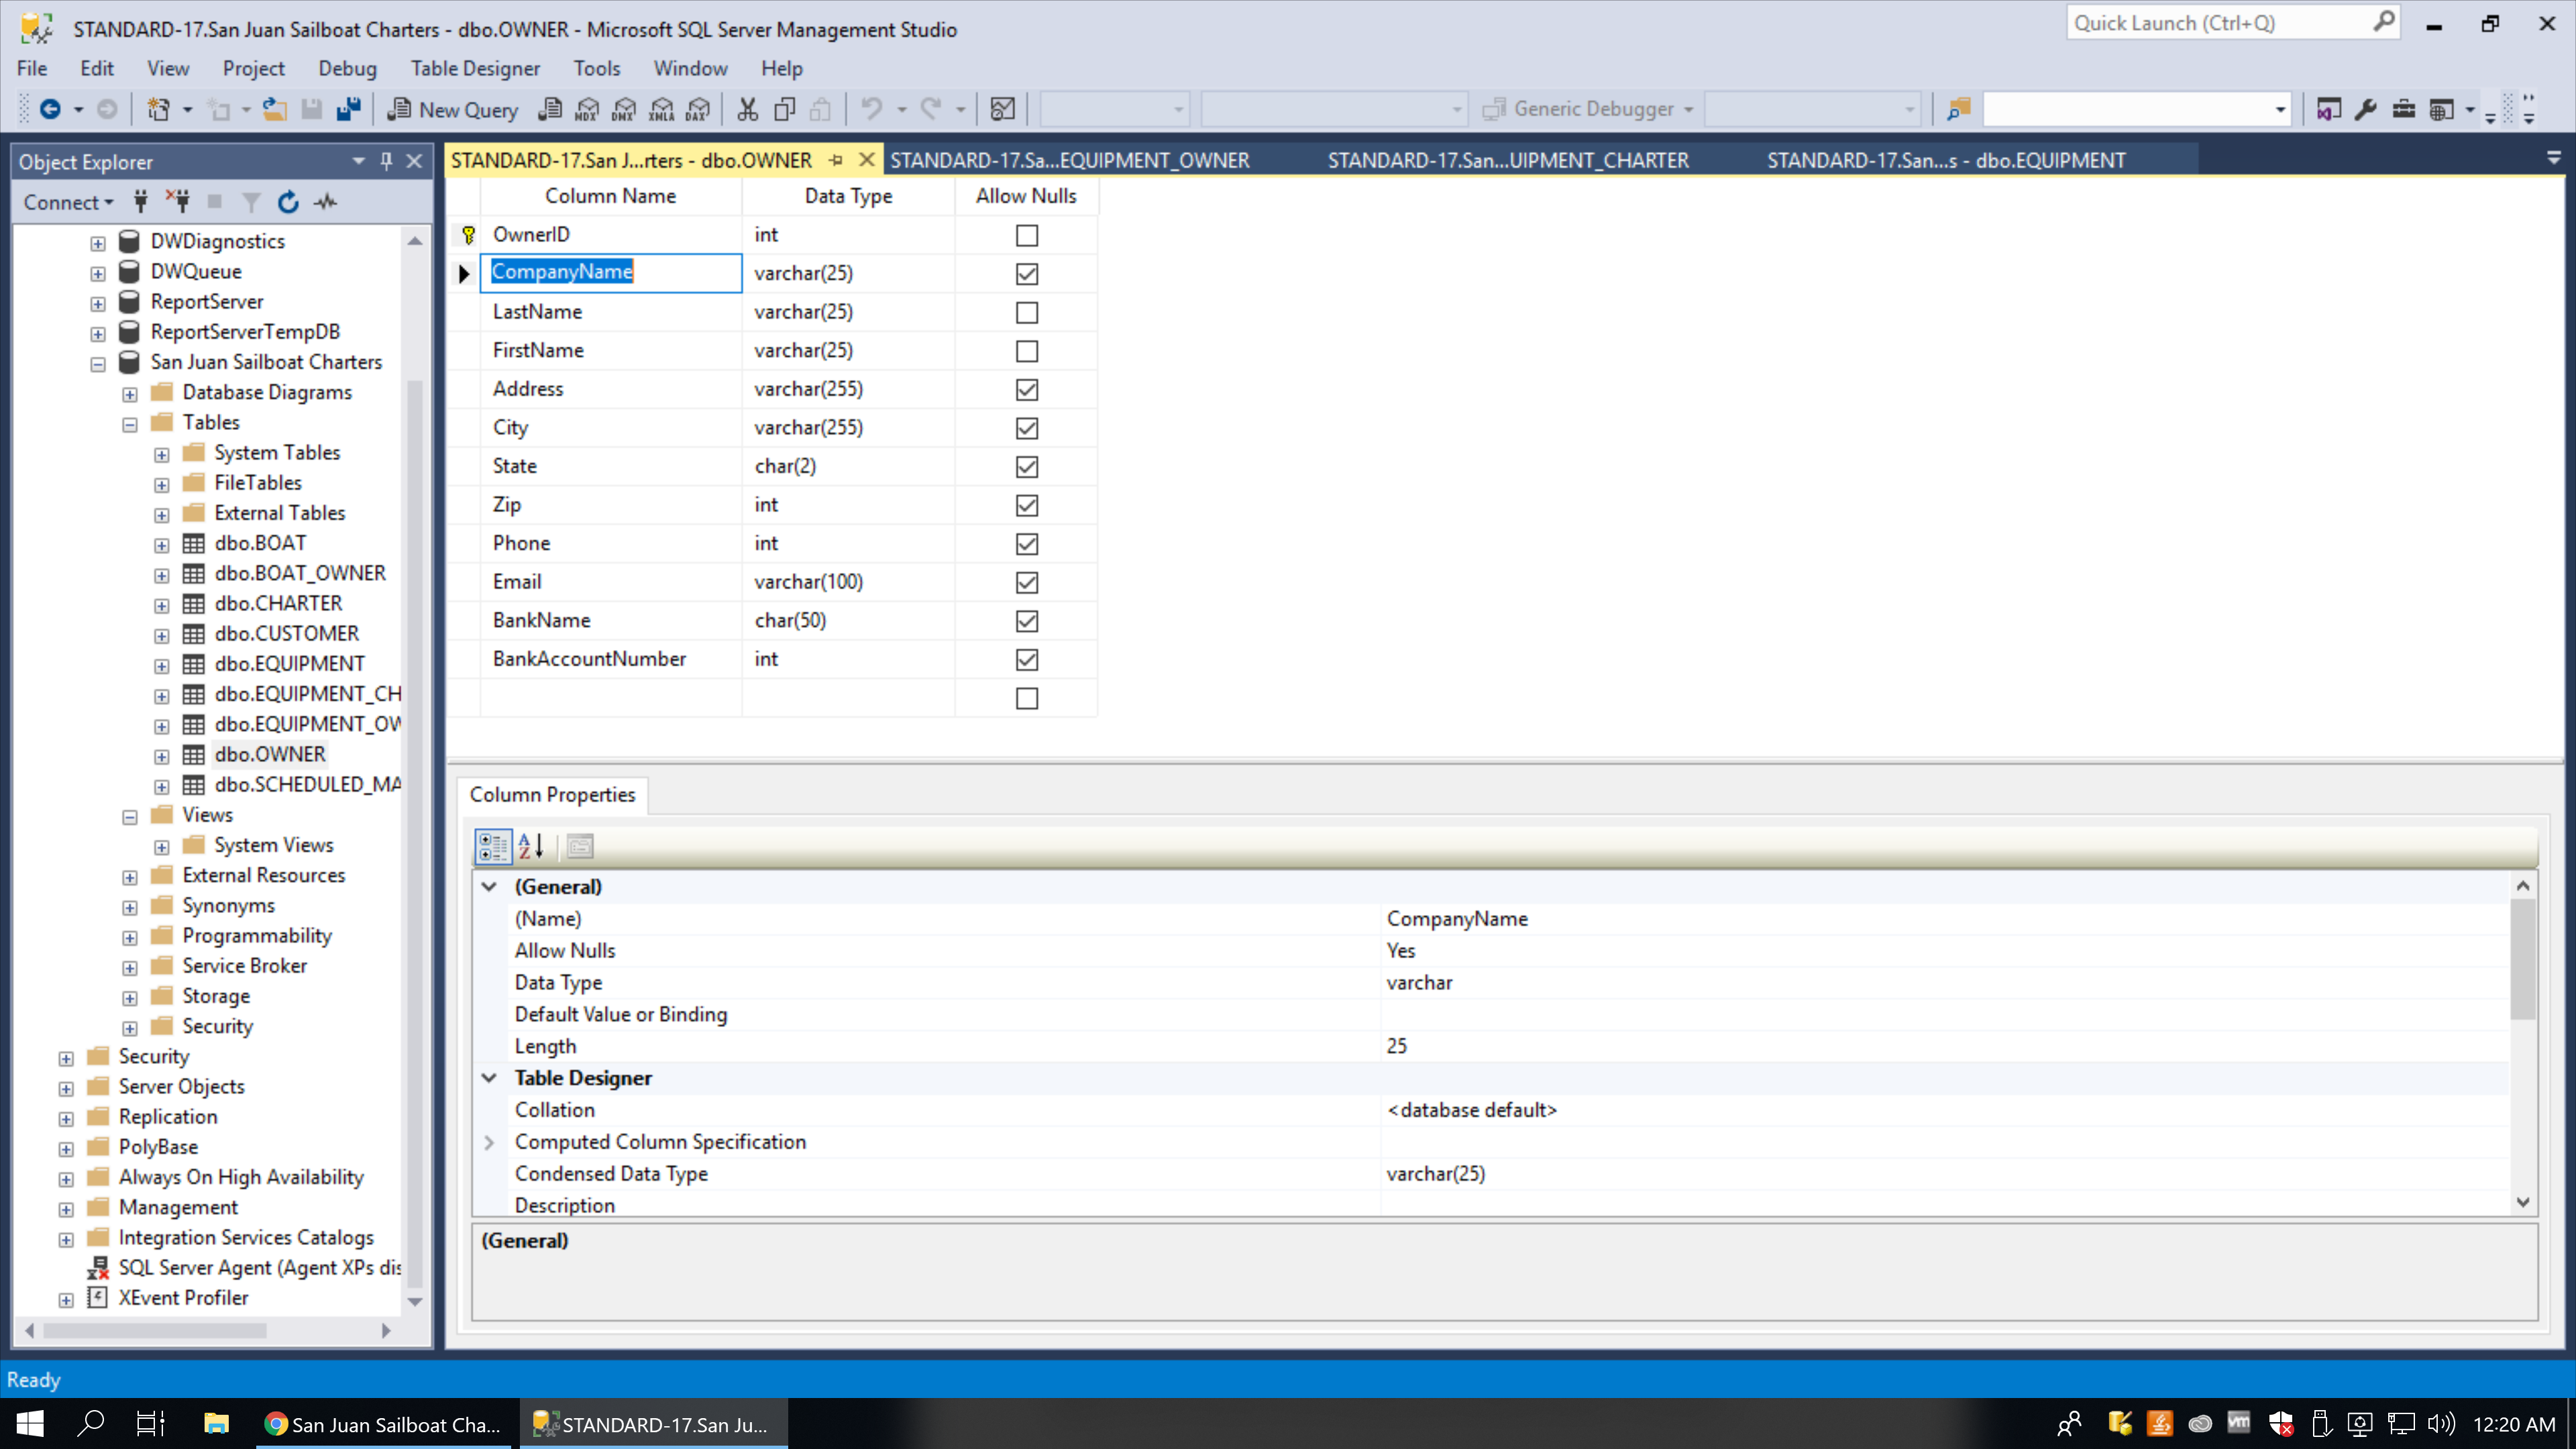 STANDARD-17.San Juan Sailboat Charters - dbo.OWNER - Microsoft SQL Server Management Studio
Quick Launch (Ctrl+Q)
File Edit View Project Debug Table Designer Tools Window Help
New Query MDX DMX XMLA DAX Generic Debugger
Object Explorer
STANDARD-17.San J...rters - dbo.OWNER STANDARD-17.Sa...EQUIPMENT_OWNER STANDARD-17.San...UIPMENT_CHARTER STANDARD-17.San...s - dbo.EQUIPMENT
Connect
DWDiagnostics
DWQueue
ReportServer
ReportServerTempDB
San Juan Sailboat Charters
Database Diagrams
Tables
System Tables
FileTables
External Tables
dbo.BOAT
dbo.BOAT_OWNER
dbo.CHARTER
dbo.CUSTOMER
dbo.EQUIPMENT
dbo.EQUIPMENT_CH
dbo.EQUIPMENT_OW
dbo.OWNER
dbo.SCHEDULED_MA
Views
System Views
External Resources
Synonyms
Programmability
Service Broker
Storage
Security
Security
Server Objects
Replication
PolyBase
Always On High Availability
Management
Integration Services Catalogs
SQL Server Agent (Agent XPs dis
XEvent Profiler
Column Name Data Type Allow Nulls
OwnerID int
CompanyName varchar(25)
LastName varchar(25)
FirstName varchar(25)
Address varchar(255)
City varchar(255)
State char(2)
Zip int
Phone int
Email varchar(100)
BankName char(50)
BankAccountNumber int
Column Properties
(General)
(Name) CompanyName
Allow Nulls Yes
Data Type varchar
Default Value or Binding
Length 25
Table Designer
Collation <database default>
Computed Column Specification
Condensed Data Type varchar(25)
Description
(General)
Ready
San Juan Sailboat Cha... STANDARD-17.San Ju... vm 12:20 AM